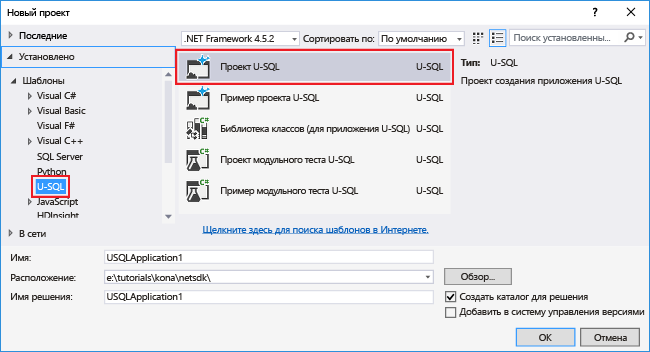 Новый проект
Последние
.NET Framework 4.5.2
Сортировать по: По умолчанию
Поиск установленны...
Установлено
Шаблоны
Visual C#
Visual Basic
Visual F#
Visual C++
SQL Server
Python
U-SQL
JavaScript
HDInsight
В сети
Проект U-SQL U-SQL
Пример проекта U-SQL U-SQL
Библиотека классов (для приложения U-SQL) U-SQL
Проект модульного теста U-SQL U-SQL
Пример модульного теста U-SQL U-SQL
Щелкните здесь для поиска шаблонов в Интернете.
Тип: U-SQL
Проект создания приложения U-SQL
Имя: USQLApplication1
Расположение: e:\tutorials\kona\netsdk\ Обзор...
Имя решения: USQLApplication1
Создать каталог для решения
Добавить в систему управления версиями
OK Отмена